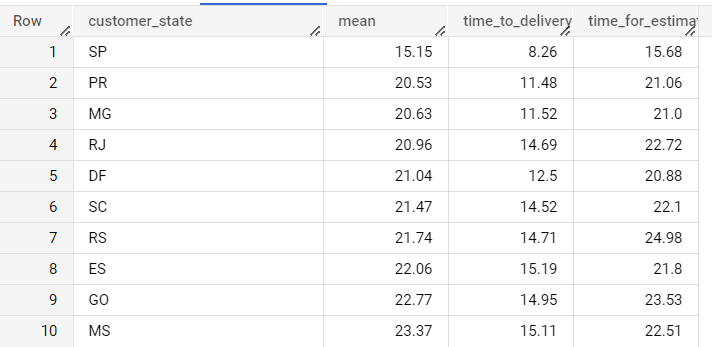 Row customer_state mean time_to_delivery time_for_estima
1 SP 15.15 8.26 15.68
2 PR 20.53 11.48 21.06
3 MG 20.63 11.52 21.0
4 RJ 20.96 14.69 22.72
5 DF 21.04 12.5 20.88
6 SC 21.47 14.52 22.1
7 RS 21.74 14.71 24.98
8 ES 22.06 15.19 21.8
9 GO 22.77 14.95 23.53
10 MS 23.37 15.11 22.51